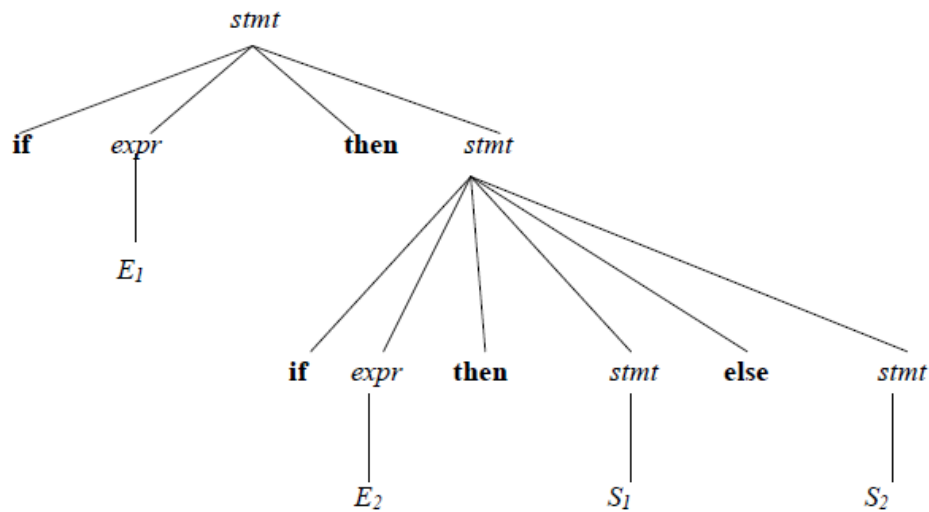 stmt
if expr then stmt
E1
if expr then stmt else stmt
E2 S1 S2